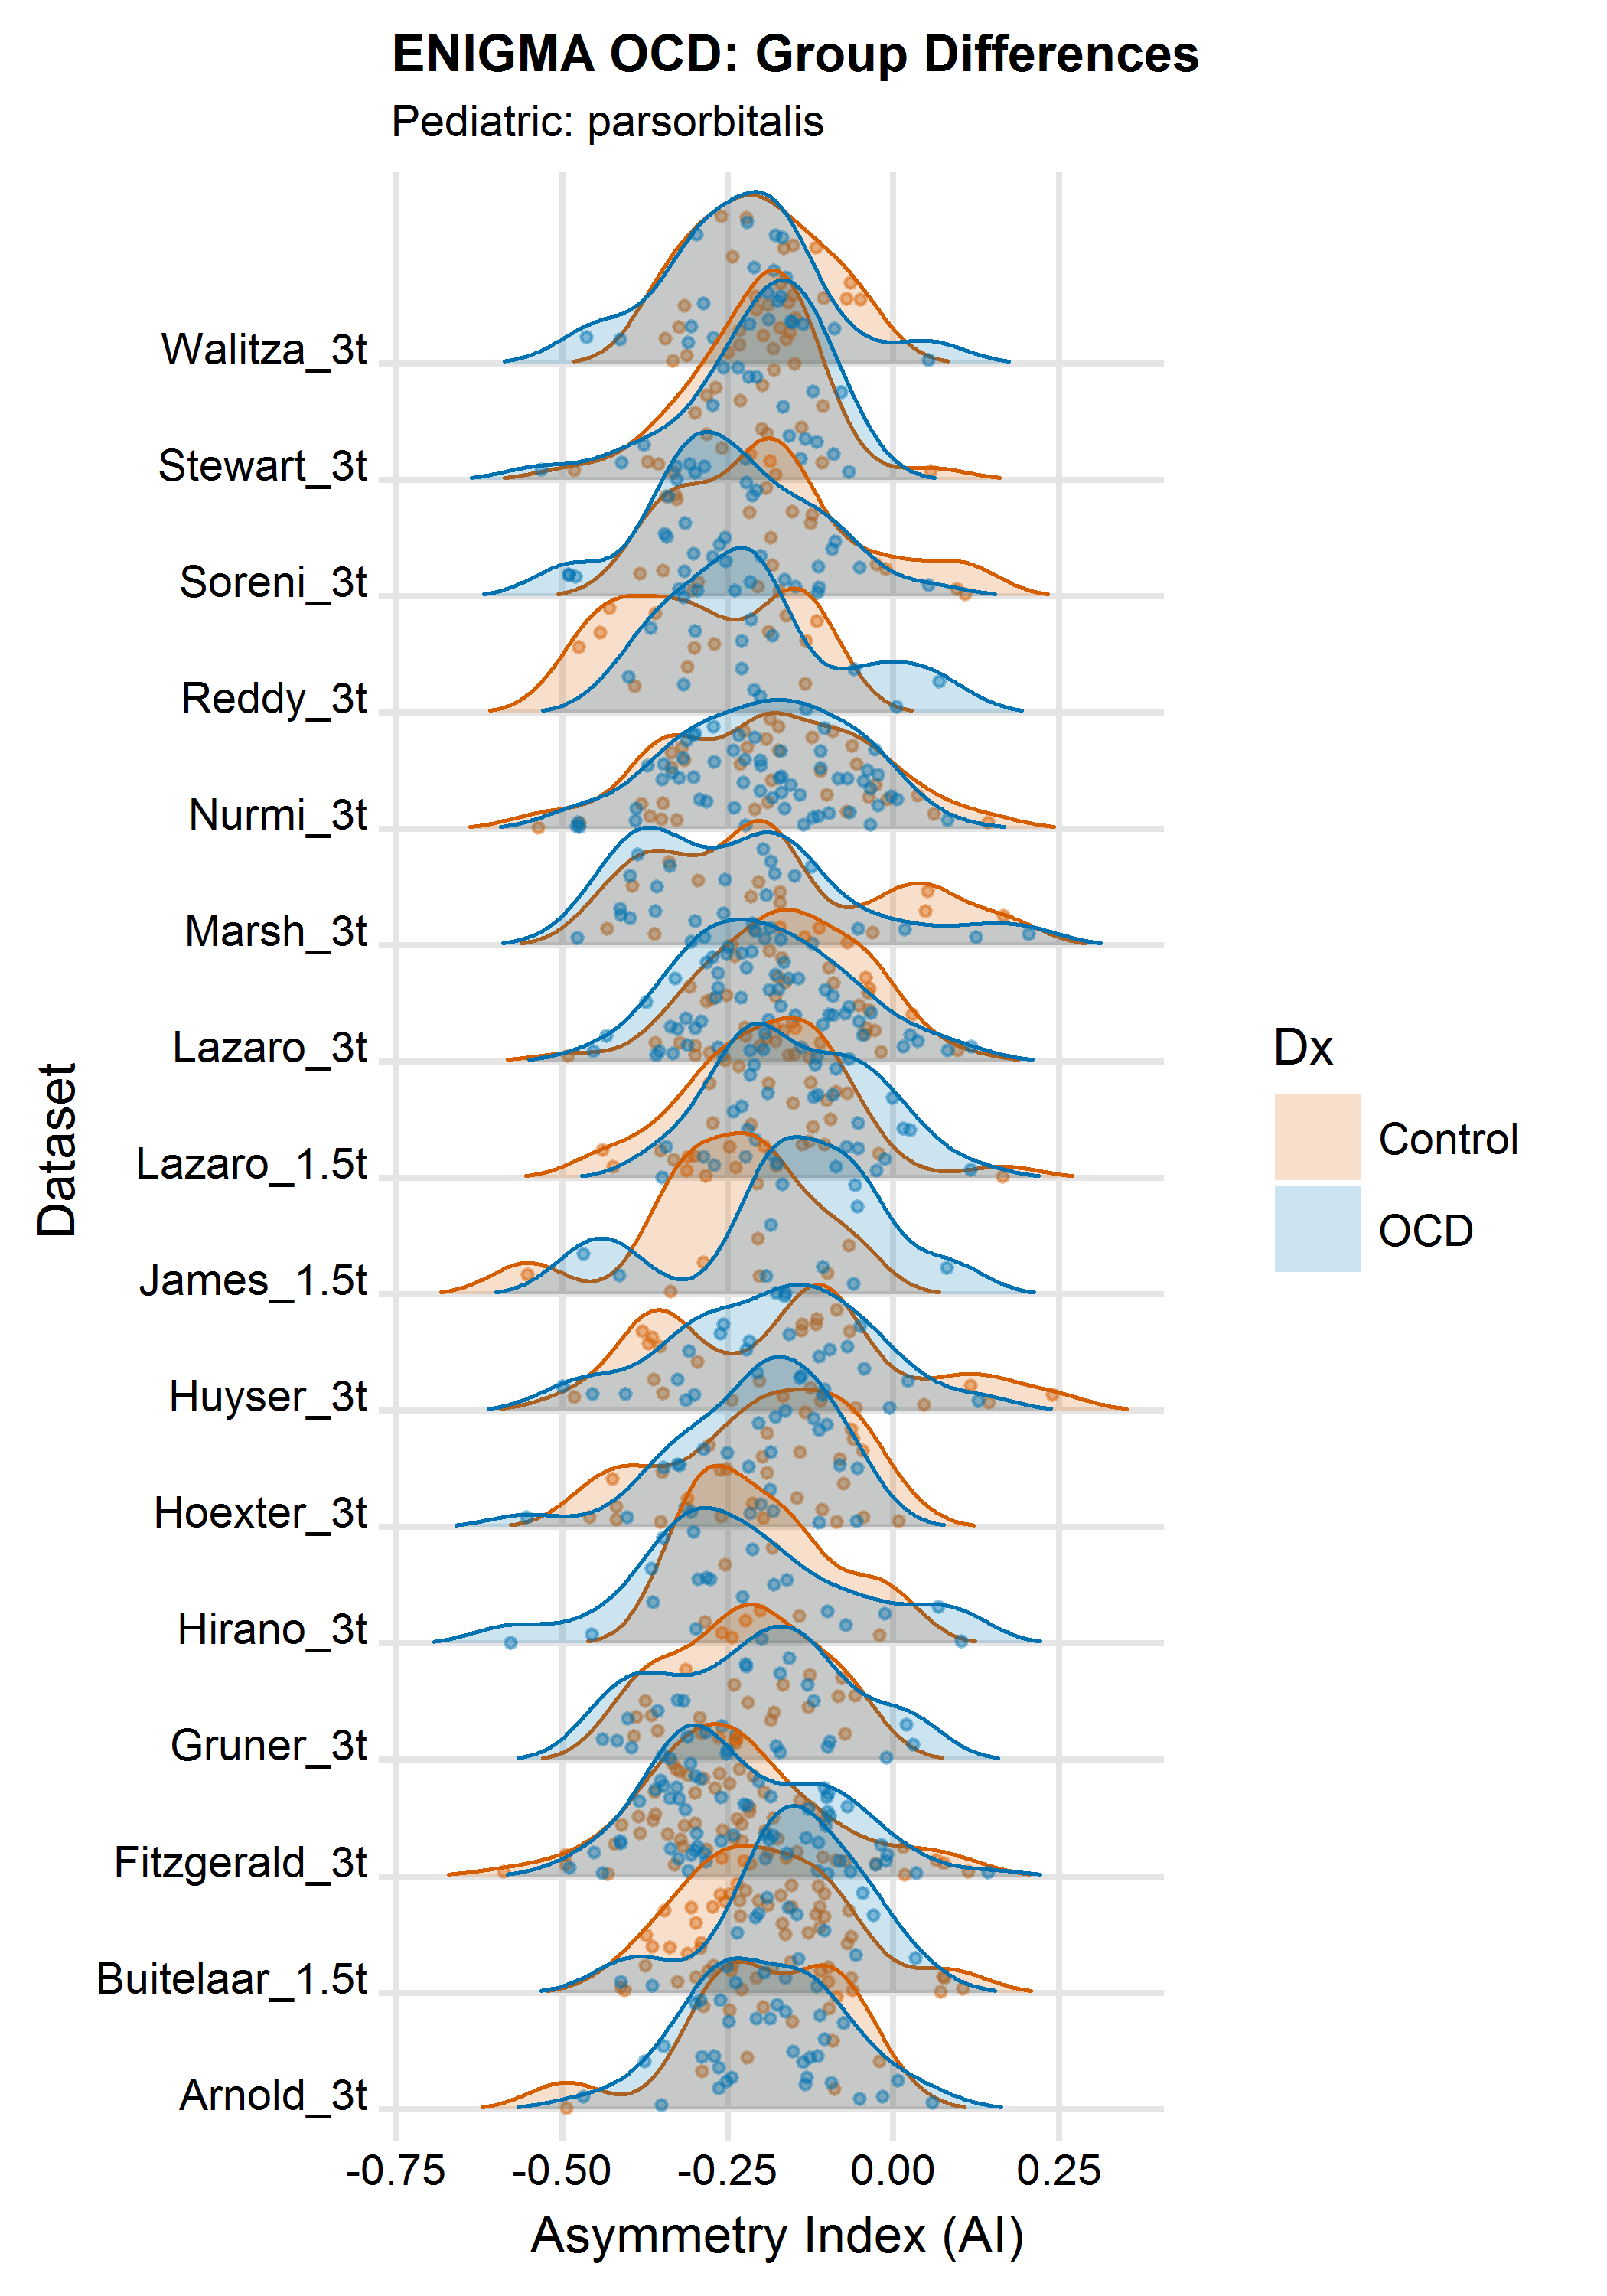 ENIGMA OCD: Group Differences
Pediatric: parsorbitalis
Walitza_3t
Stewart_3t
Soreni_3t
Reddy_3t
Nurmi_3t
Marsh_3t
Lazaro_3t
Lazaro_1.5t
James_1.5t
Huyser_3t
Hoexter_3t
Hirano_3t
Gruner_3t
Fitzgerald_3t
Buitelaar_1.5t
Arnold_3t
Dataset
-0.75 -0.50 -0.25 0.00 0.25
Asymmetry Index (AI)
Dx
Control
OCD